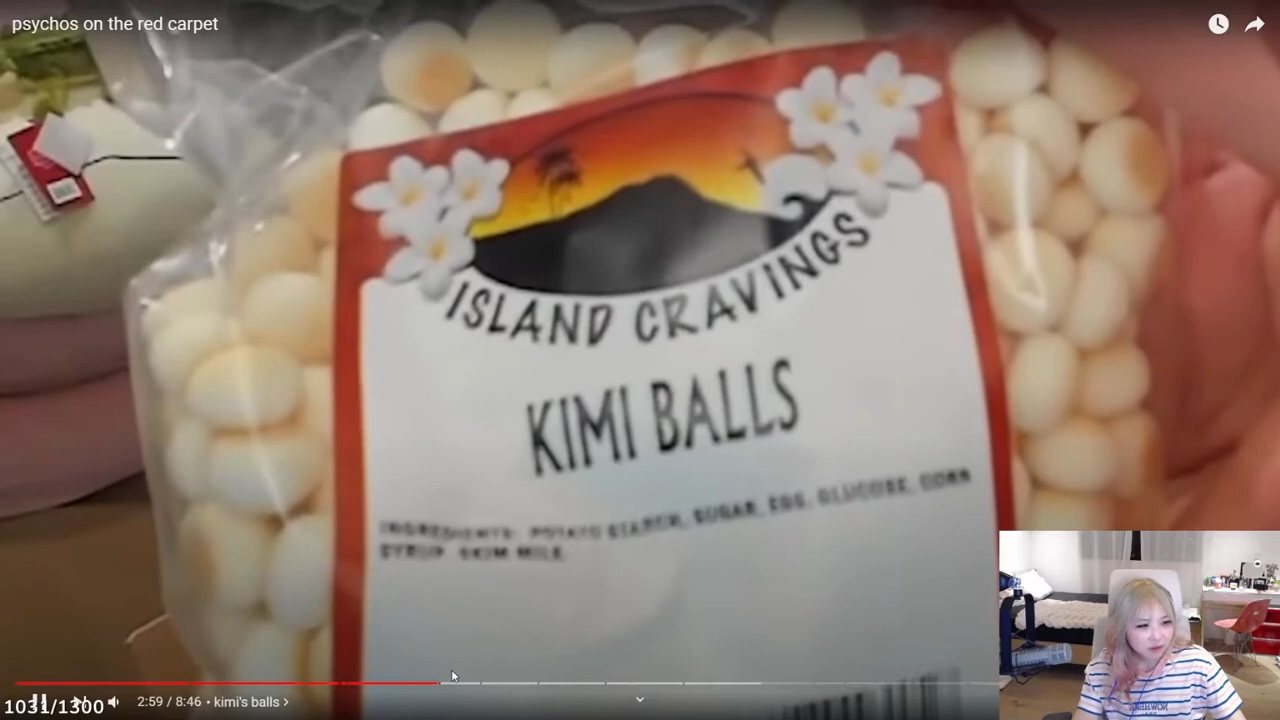 psychos on the red carpet
ISLAND CRAVINGS
KIMI BALLS
INGREDIENTS: POTATO STARCH, SUGAR, EGG, GLUCOSE, CORN
SYRUP, SKIM MILK,
1031/1300
2:59 / 8:46 • kimi's balls >